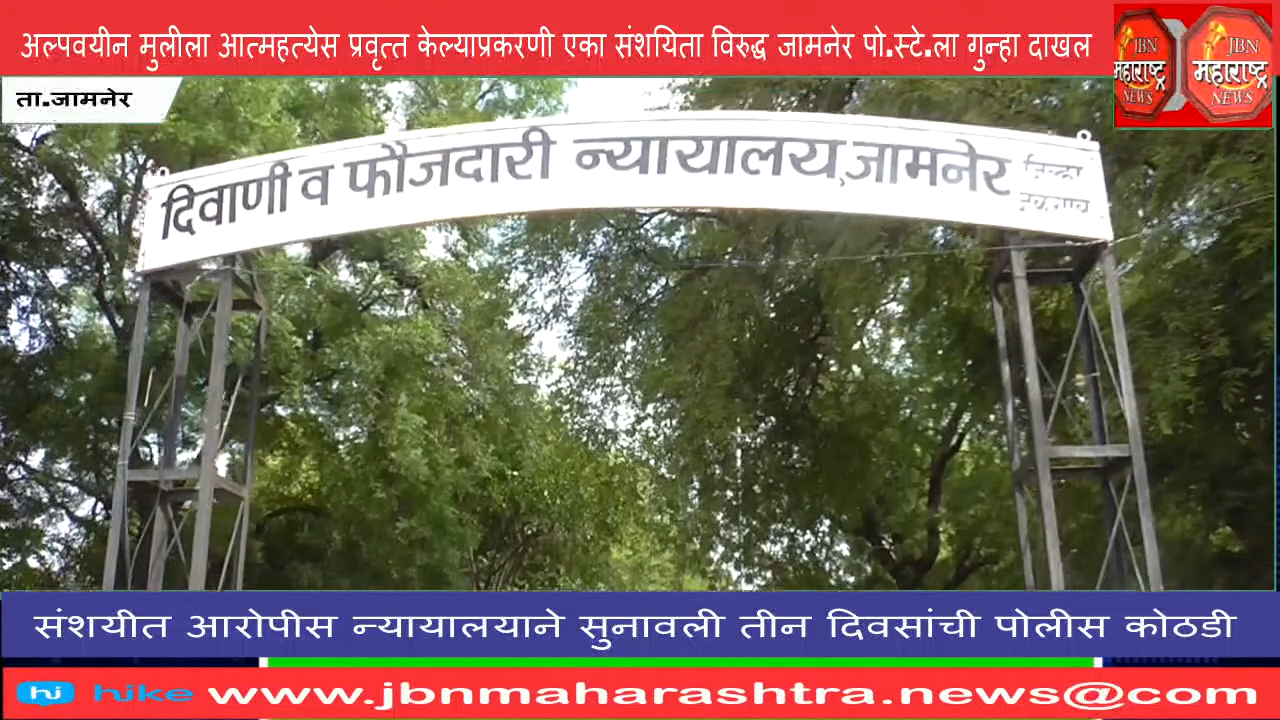 अल्पवयीन मुलीला आत्महत्येस प्रवृत्त केल्याप्रकरणी एका संशयिता विरुद्ध जामनेर पो.स्टे.ला गुन्हा दाखल
JBN
महाराष्ट्र
NEWS
JBN
महाराष्ट्र
NEWS
ता.जामनेर
दिवाणी व फौजदारी न्यायालय,जामनेर
संशयीत आरोपीस न्यायालयाने सुनावली तीन दिवसांची पोलीस कोठडी
hi hike www.jbnmaharashtra.news@com